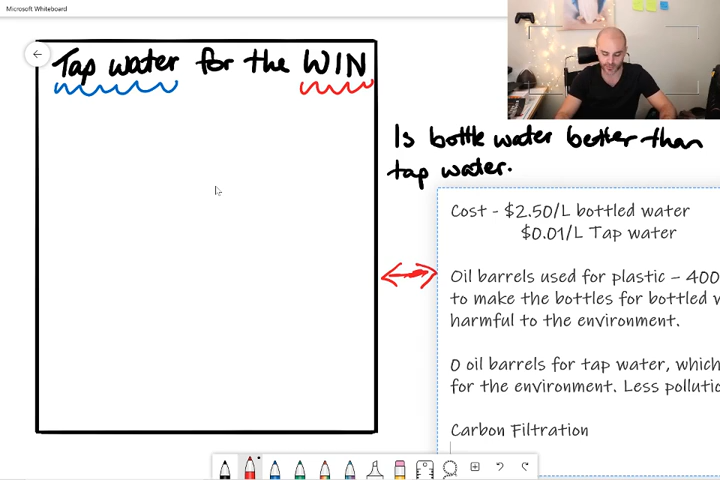 Microsoft Whiteboard
Tap water for the WIN
Is bottle water better than
tap water.
Cost - $2.50/L bottled water
$0.01/L Tap water
Oil barrels used for plastic – 400
to make the bottles for bottled
harmful to the environment.
0 oil barrels for tap water, which
for the environment. Less
Carbon Filtration